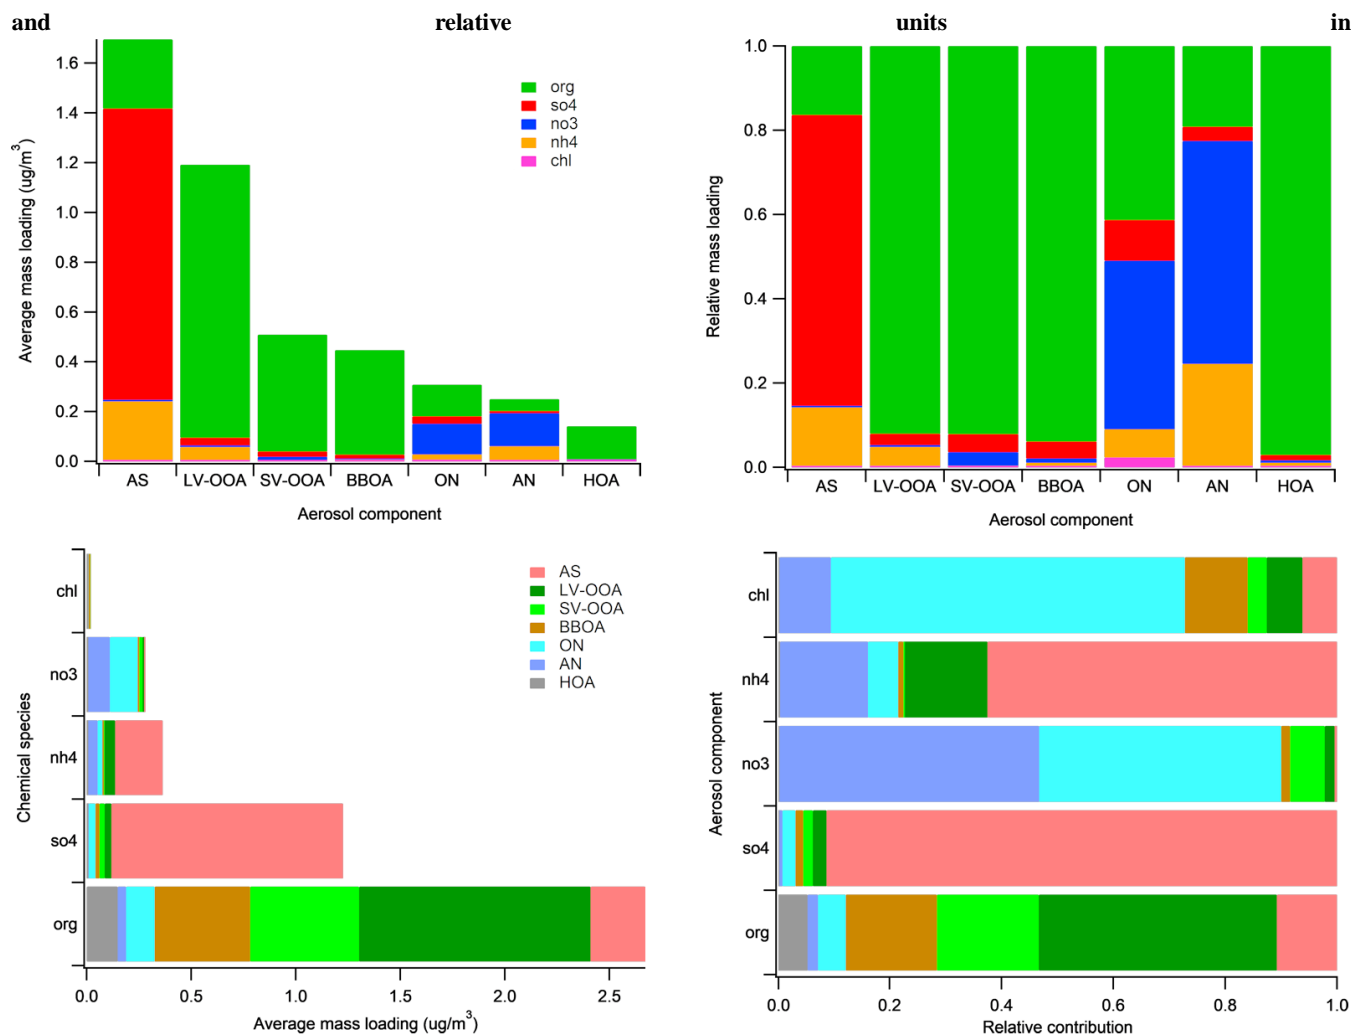 and relative units in
1.6
1.4
1.2
1.0
0.8
0.6
0.4
0.2
0.0
Average mass loading (ug/m3)
org
so4
no3
nh4
chl
AS LV-OOA SV-OOA BBOA ON AN HOA
Aerosol component
1.0
0.8
0.6
0.4
0.2
0.0
Relative mass loading
AS LV-OOA SV-OOA BBOA ON AN HOA
Aerosol component
chl
no3
nh4
so4
org
Chemical species
AS
LV-OOA
SV-OOA
BBOA
ON
AN
HOA
0.0 0.5 1.0 1.5 2.0 2.5
Average mass loading (ug/m3)
chl
nh4
no3
so4
org
Aerosol component
0.0 0.2 0.4 0.6 0.8 1.0
Relative contribution